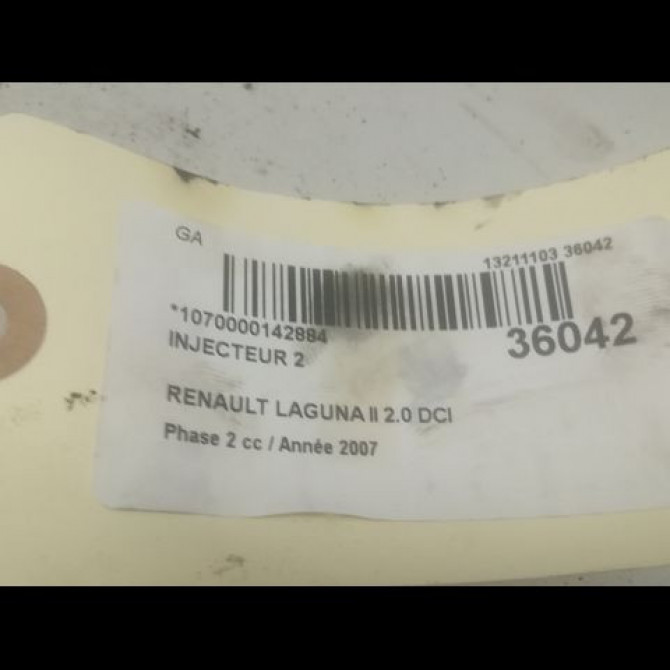 GA
13211103 36042
*1070000142884
36042
INJECTEUR 2
RENAULT LAGUNA II 2.0 DCI
Phase 2 cc / Année 2007